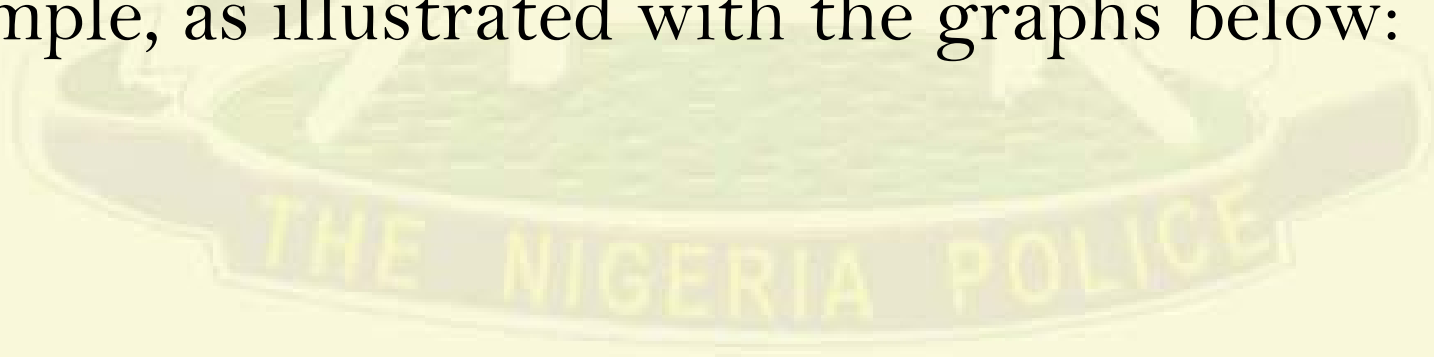 mple, as illustrated with the graphs below:
THE NIGERIA POLICE